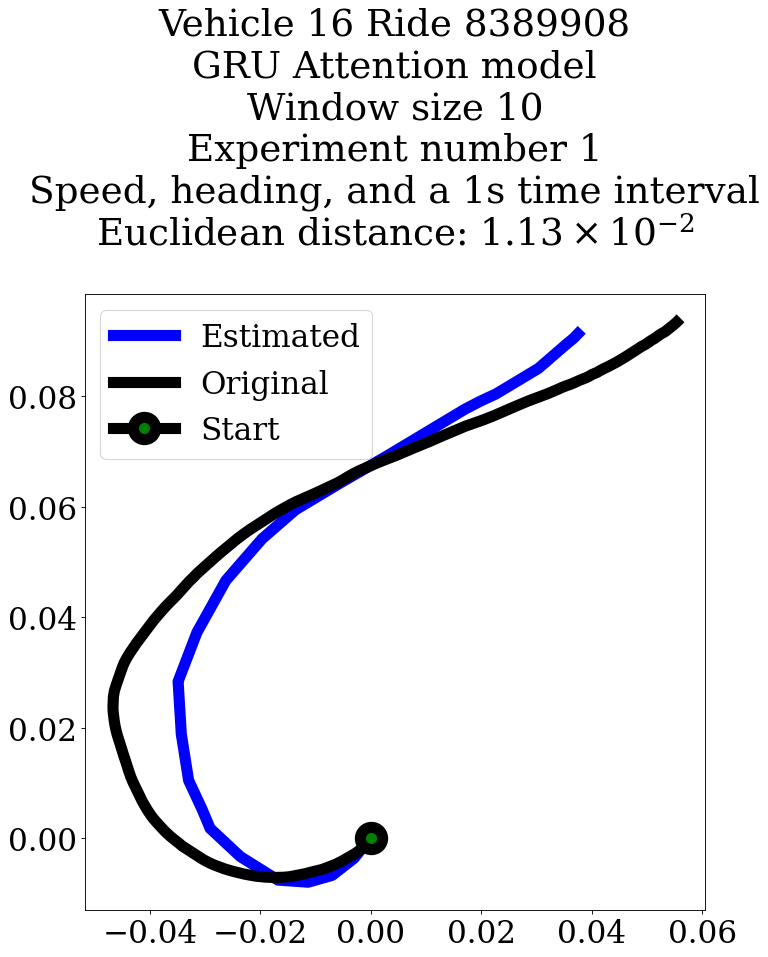 Vehicle 16 Ride 8389908
GRU Attention model
Window size 10
Experiment number 1
Speed, heading, and a 1s time interval
Euclidean distance: 1.13 × 10⁻²
Estimated
Original
Start
0.08
0.06
0.04
0.02
0.00
−0.04 −0.02 0.00 0.02 0.04 0.06